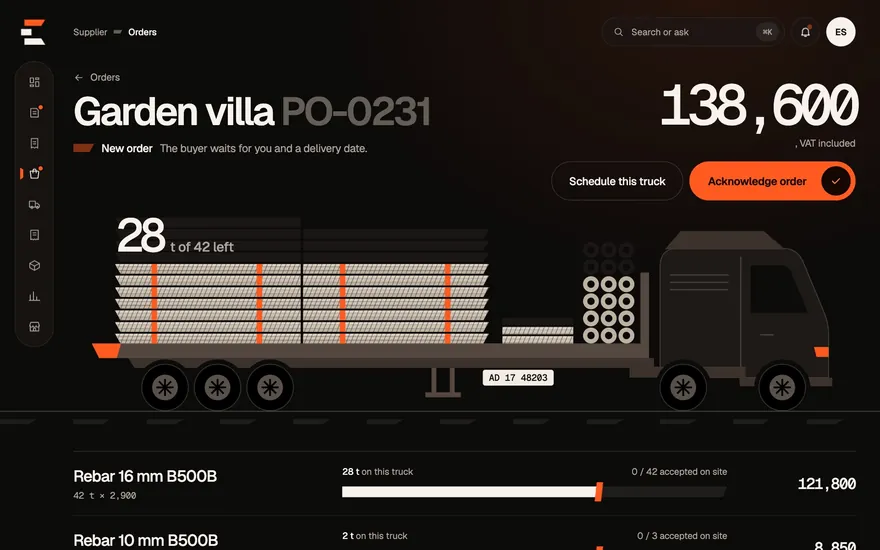 Supplier Orders
Search or ask ⌘K
ES
← Orders
Garden villa PO-0231
138,600
, VAT included
New order The buyer waits for you and a delivery date.
Schedule this truck
Acknowledge order
28 t of 42 left
AD 17 48203
Rebar 16 mm B500B
42 t × 2,900
28 t on this truck
0 / 42 accepted on site
121,800
Rebar 10 mm B500B
2 t on this truck
0 / 3 accepted on site
8,850